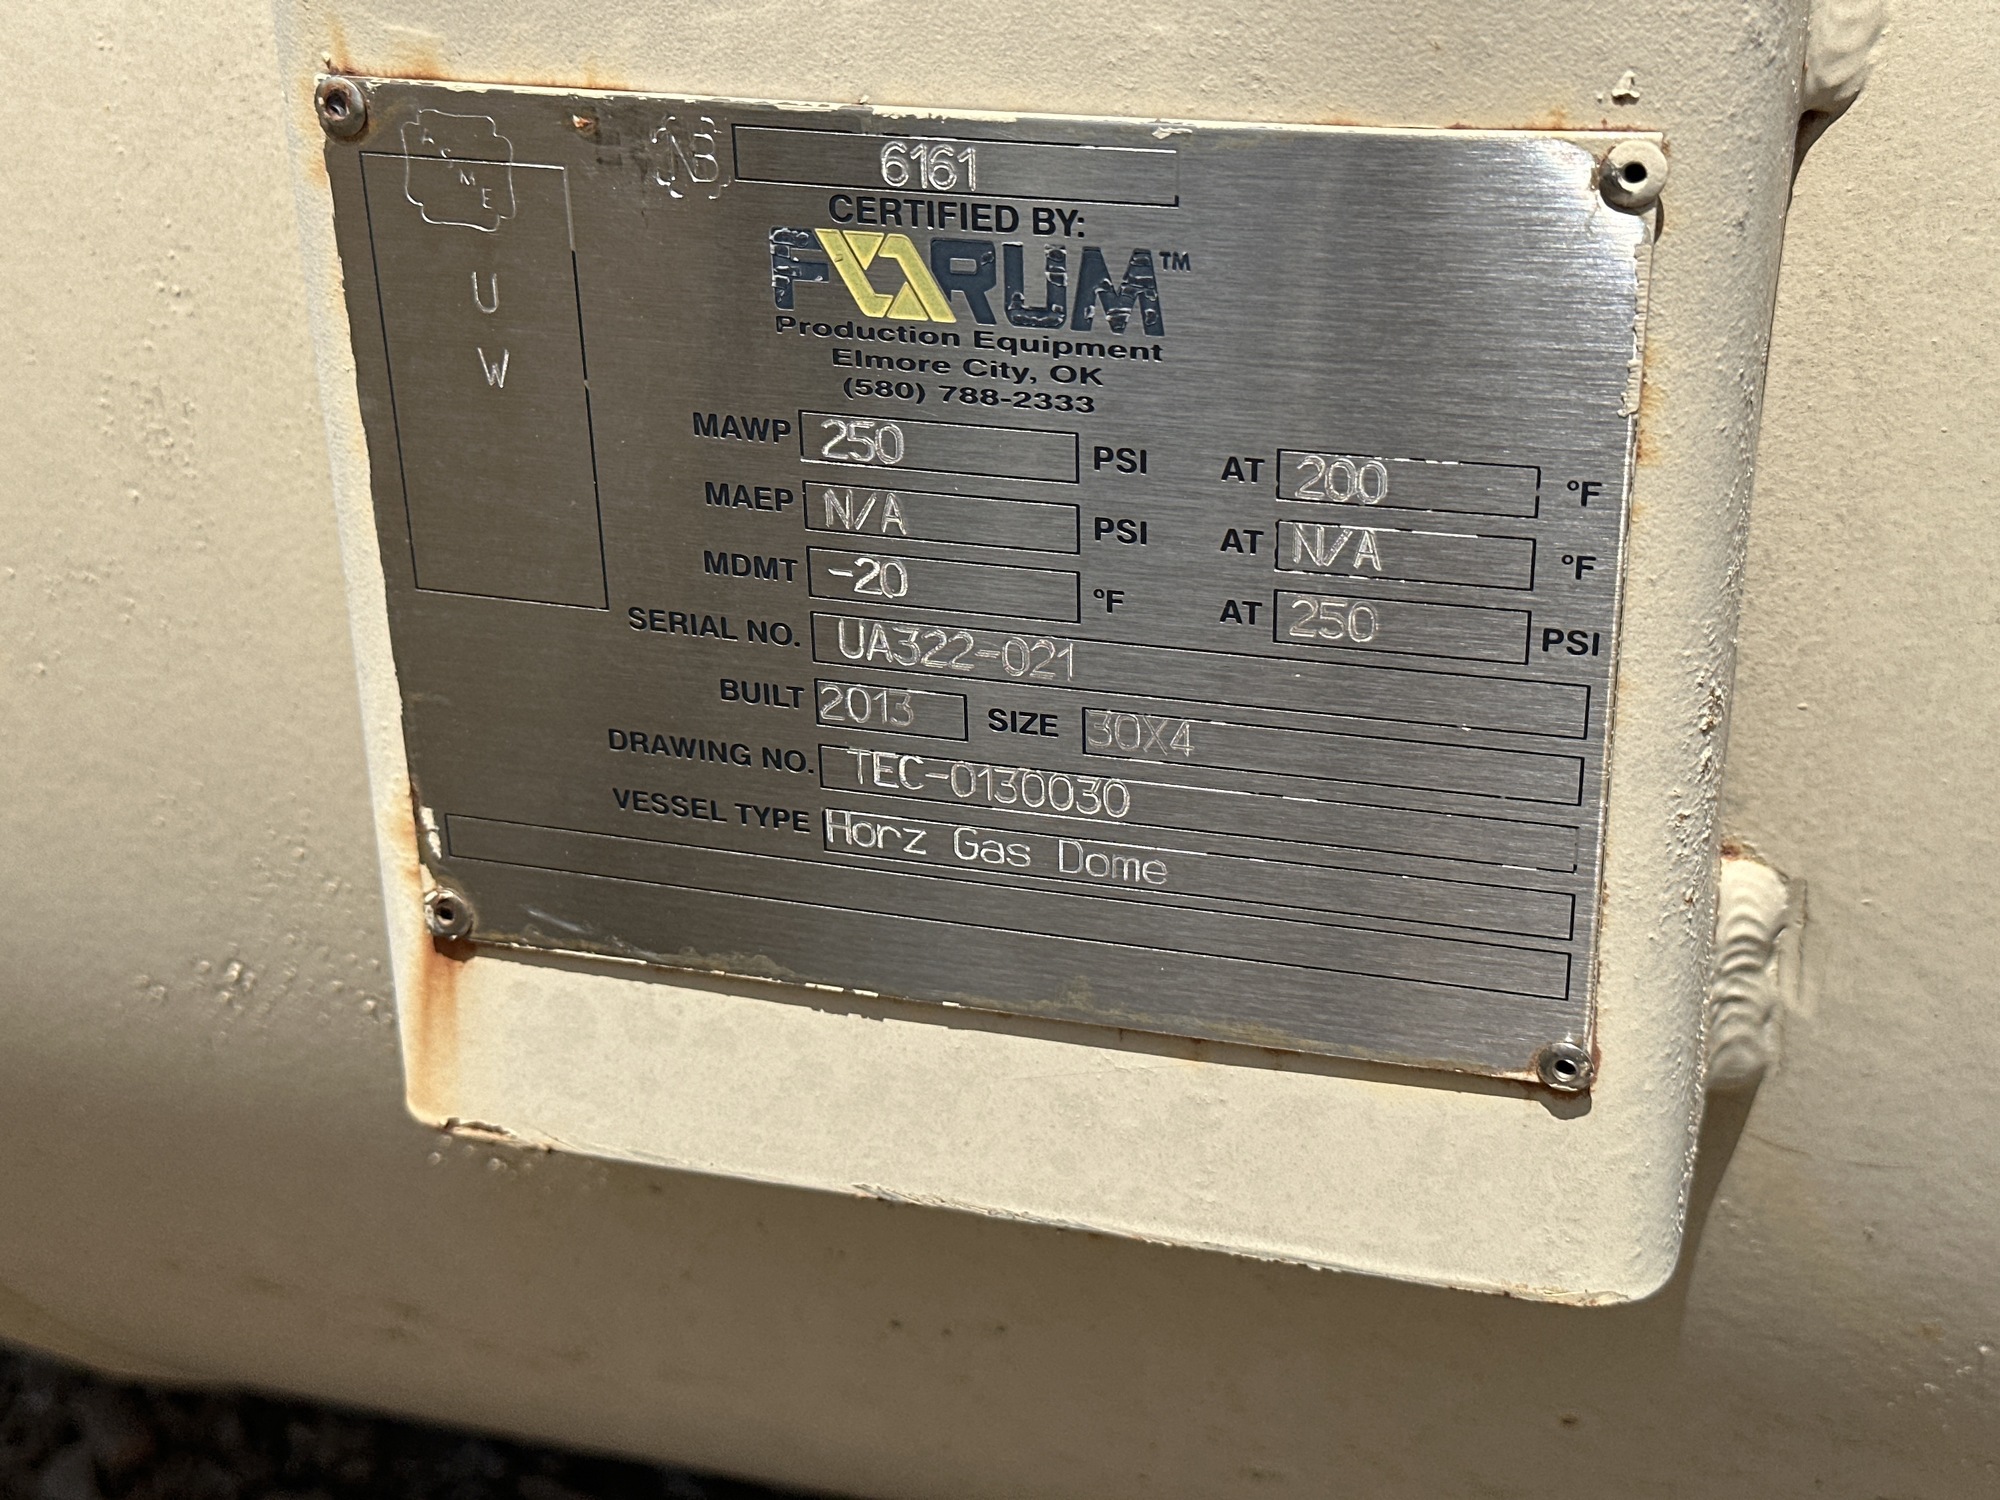 ACME
U
W
NB 6161
CERTIFIED BY:
FORUM™
Production Equipment
Elmore City, OK
(580) 788-2333
MAWP 250 PSI AT 200 °F
MAEP N/A PSI AT N/A °F
MDMT -20 °F AT 250 PSI
SERIAL NO. UA322-021
BUILT 2013 SIZE 30X4
DRAWING NO. TEC-0130030
VESSEL TYPE Horz Gas Dome